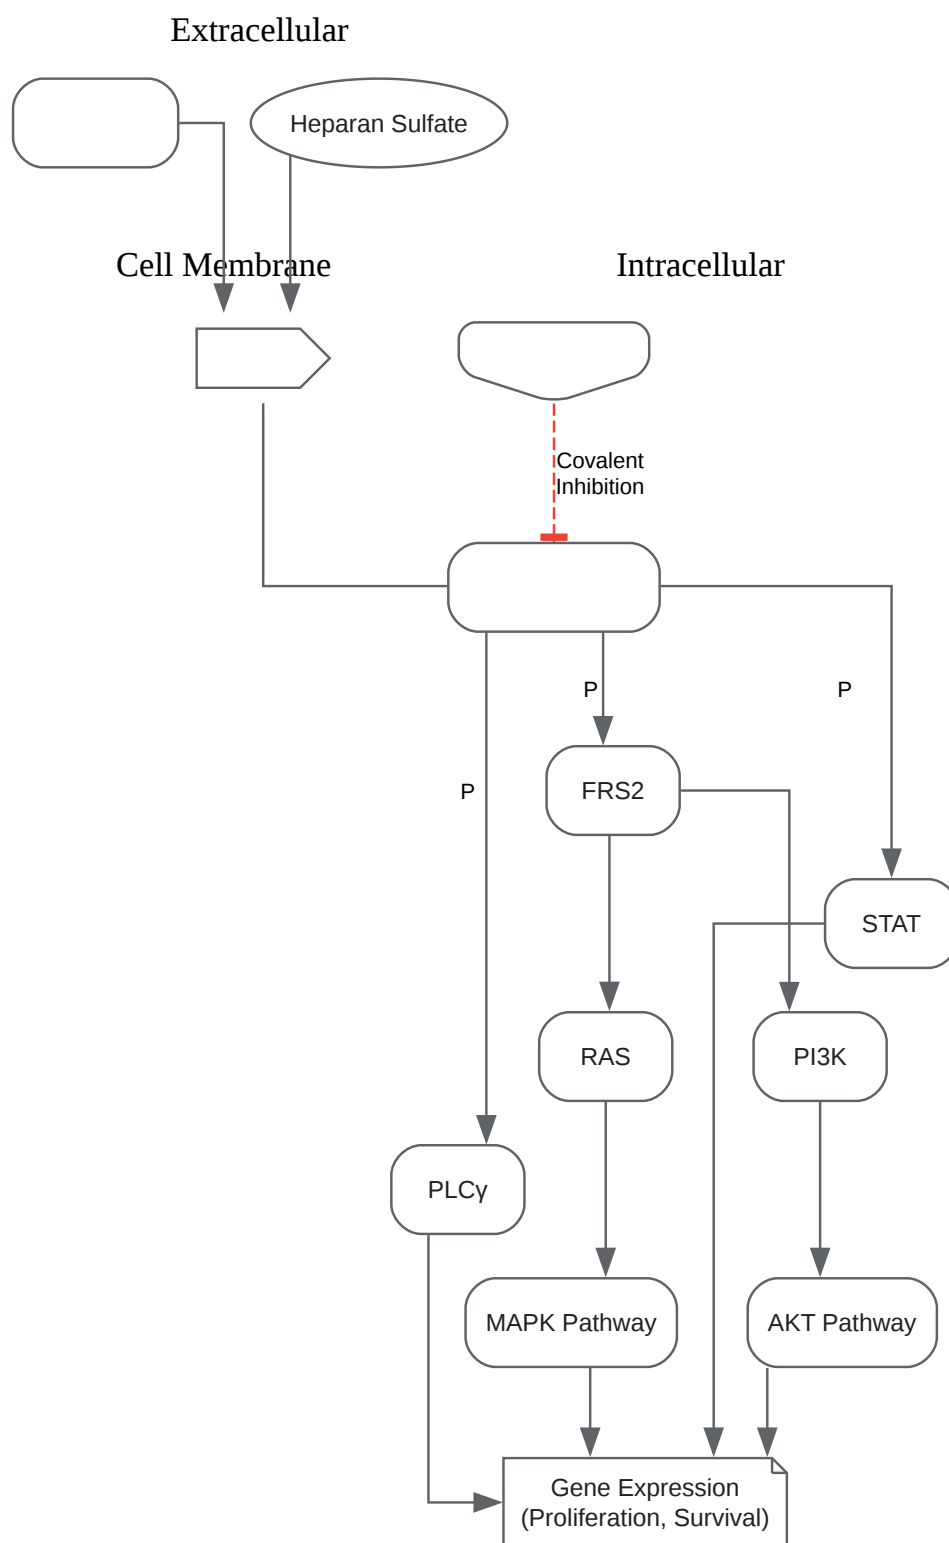 Extracellular
Heparan Sulfate
Cell Membrane
Intracellular
Covalent
Inhibition
P
P
P
FRS2
STAT
RAS
PI3K
PLCγ
MAPK Pathway
AKT Pathway
Gene Expression
(Proliferation, Survival)